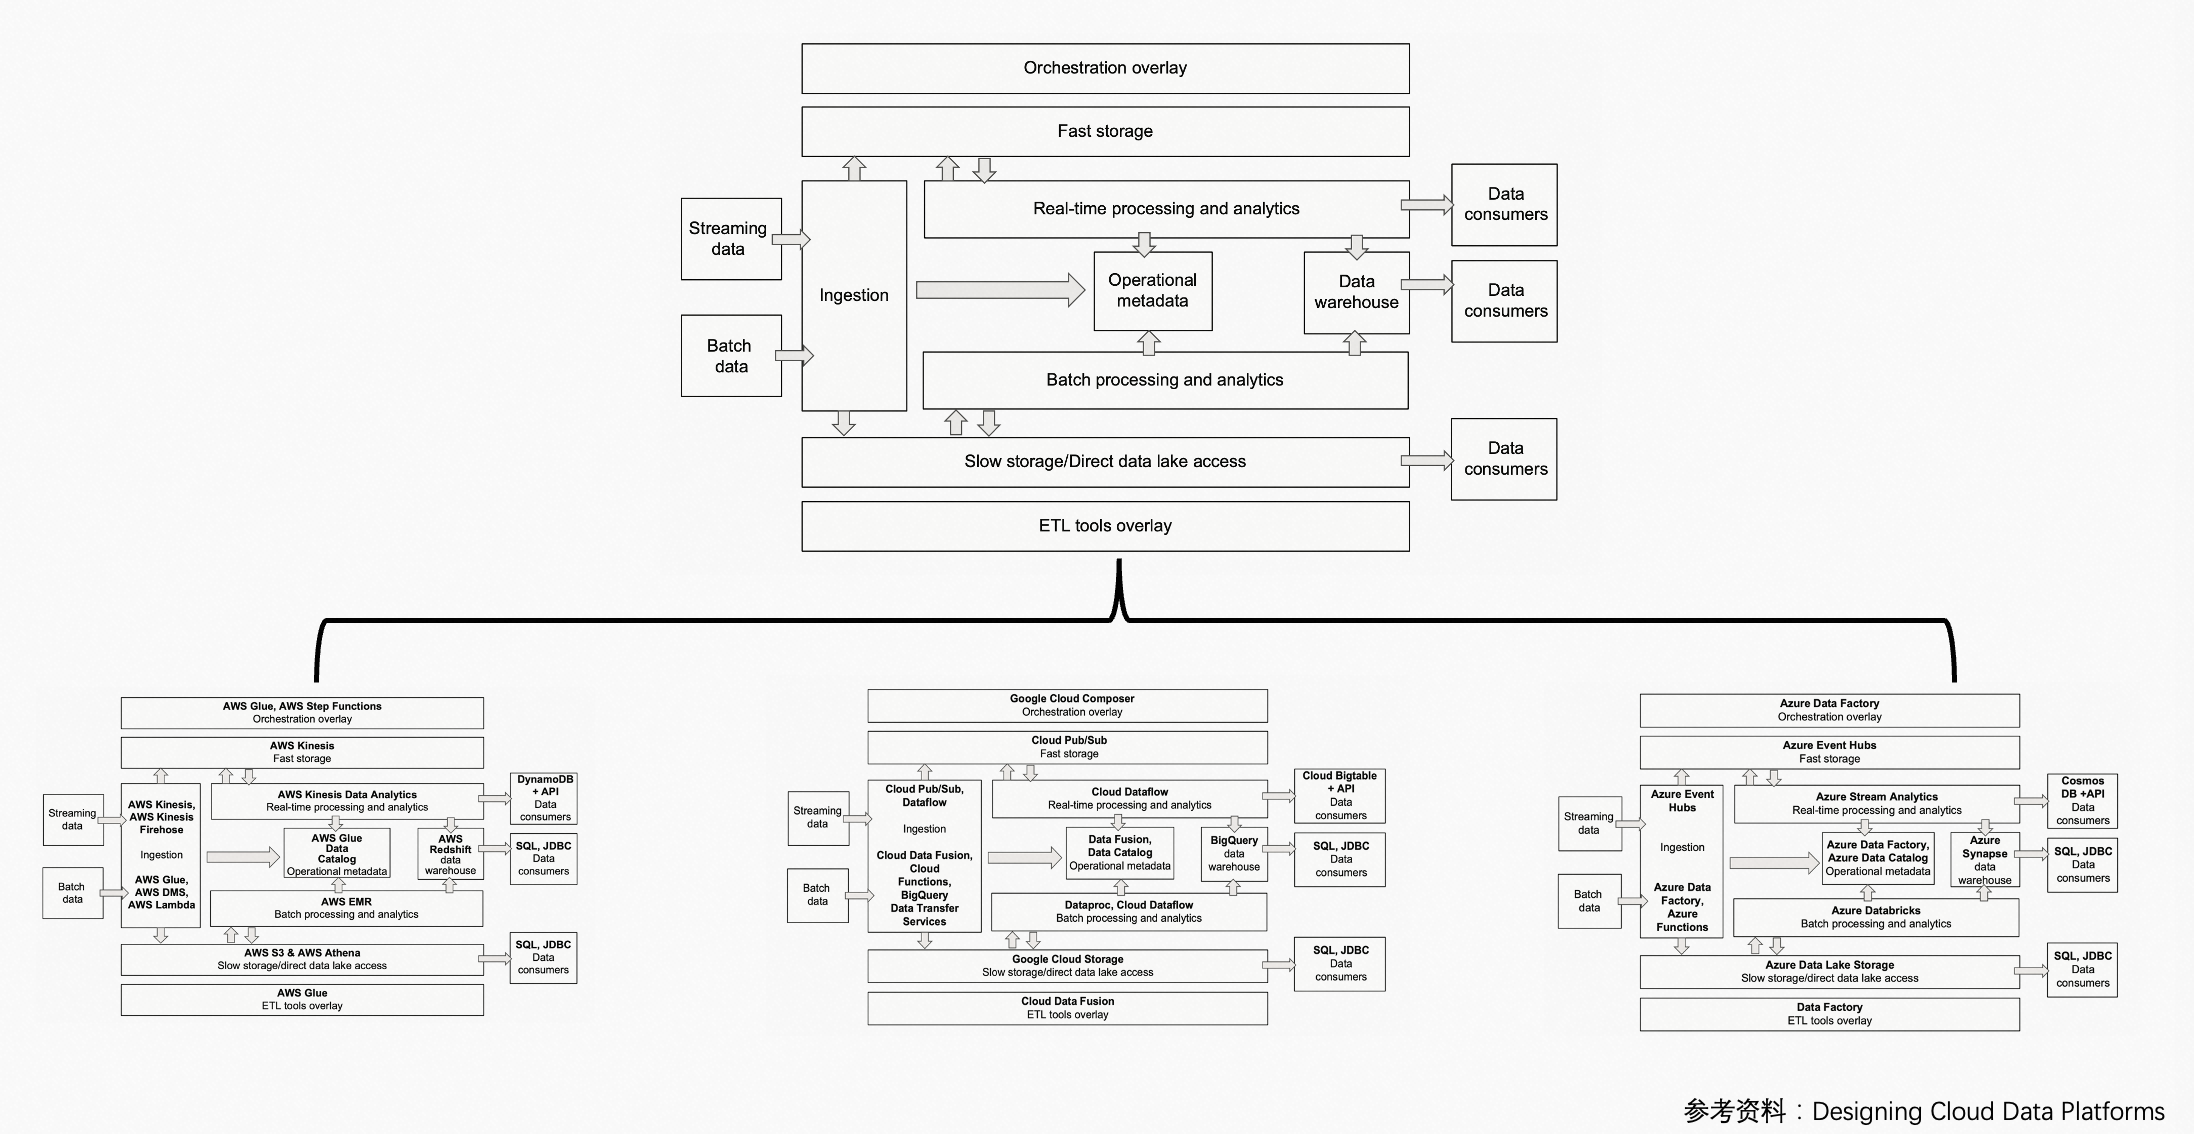 Orchestration overlay
Fast storage
Streaming
data
Batch
data
Ingestion
Real-time processing and analytics
Operational
metadata
Data
warehouse
Batch processing and analytics
Data
consumers
Data
consumers
Slow storage/Direct data lake access
Data
consumers
ETL tools overlay
AWS Glue, AWS Step Functions
Orchestration overlay
AWS Kinesis
Fast storage
Streaming
data
Batch
data
AWS Kinesis,
AWS Kinesis
Firehose
Ingestion
AWS Glue,
AWS DMS,
AWS Lambda
AWS Kinesis Data Analytics
Real-time processing and analytics
AWS Glue
Data
Catalog
Operational metadata
AWS
Redshift
data
warehouse
AWS EMR
Batch processing and analytics
DynamoDB
+ API
Data
consumers
SQL, JDBC
Data
consumers
AWS S3 & AWS Athena
Slow storage/direct data lake access
SQL, JDBC
Data
consumers
AWS Glue
ETL tools overlay
Google Cloud Composer
Orchestration overlay
Cloud Pub/Sub
Fast storage
Streaming
data
Batch
data
Cloud Pub/Sub,
Dataflow
Ingestion
Cloud Data Fusion,
Cloud
Functions,
BigQuery
Data Transfer
Services
Cloud Dataflow
Real-time processing and analytics
Data Fusion,
Data Catalog
Operational metadata
BigQuery
data
warehouse
Dataproc, Cloud Dataflow
Batch processing and analytics
Cloud Bigtable
+ API
Data
consumers
SQL, JDBC
Data
consumers
Google Cloud Storage
Slow storage/direct data lake access
SQL, JDBC
Data
consumers
Cloud Data Fusion
ETL tools overlay
Azure Data Factory
Orchestration overlay
Azure Event Hubs
Fast storage
Streaming
data
Batch
data
Azure Event
Hubs
Ingestion
Azure Data
Factory,
Azure
Functions
Azure Stream Analytics
Real-time processing and analytics
Azure Data Factory,
Azure Data Catalog
Operational metadata
Azure
Synapse
data
warehouse
Azure Databricks
Batch processing and analytics
Cosmos
DB +API
Data
consumers
SQL, JDBC
Data
consumers
Azure Data Lake Storage
Slow storage/direct data lake access
SQL, JDBC
Data
consumers
Data Factory
ETL tools overlay
参考资料：Designing Cloud Data Platforms